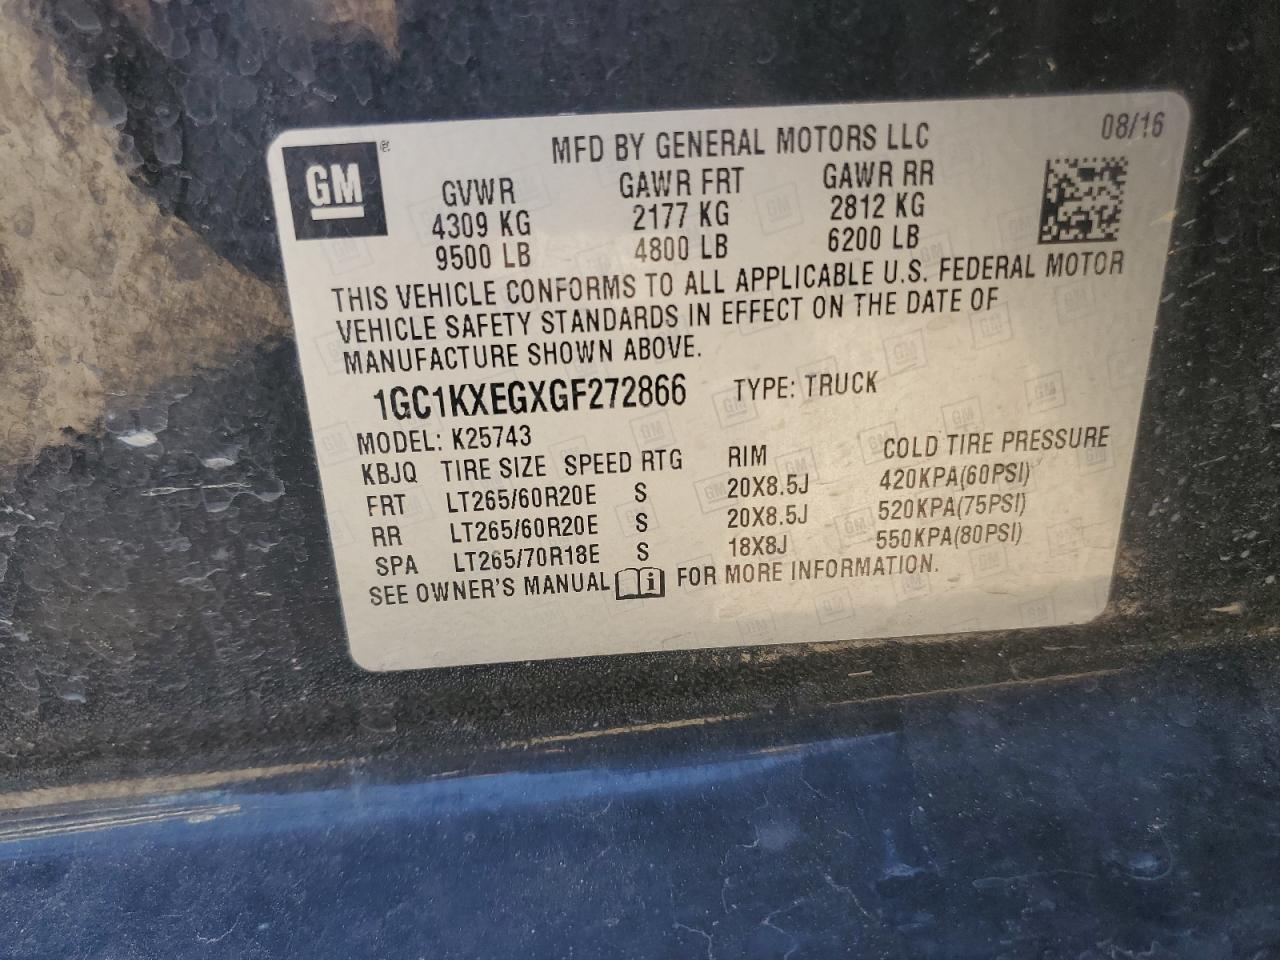 GM
MFD BY GENERAL MOTORS LLC 08/16
GVWR GAWR FRT GAWR RR
4309 KG 2177 KG 2812 KG
9500 LB 4800 LB 6200 LB
THIS VEHICLE CONFORMS TO ALL APPLICABLE U.S. FEDERAL MOTOR
VEHICLE SAFETY STANDARDS IN EFFECT ON THE DATE OF
MANUFACTURE SHOWN ABOVE.
1GC1KXEGXGF272866 TYPE: TRUCK
MODEL: K25743
KBJQ TIRE SIZE SPEED RTG RIM COLD TIRE PRESSURE
FRT LT265/60R20E S 20X8.5J 420KPA(60PSI)
RR LT265/60R20E S 20X8.5J 520KPA(75PSI)
SPA LT265/70R18E S 18X8J 550KPA(80PSI)
SEE OWNER'S MANUAL i FOR MORE INFORMATION.